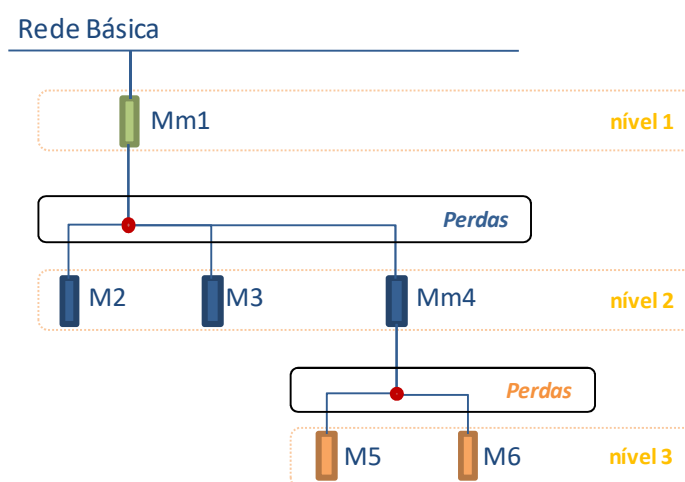 Rede Básica
Mm1
nível 1
Perdas
M2
M3
Mm4
nível 2
Perdas
M5
M6
nível 3